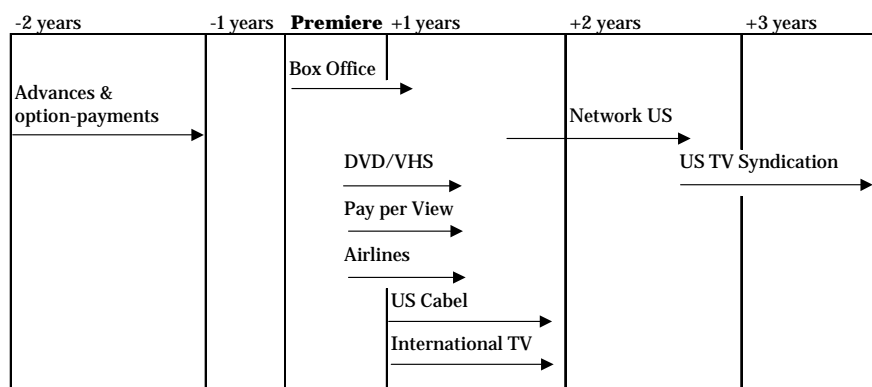 -2 years -1 years Premiere +1 years +2 years +3 years
Box Office
Advances &
option-payments
Network US
DVD/VHS
US TV Syndication
Pay per View
Airlines
US Cabel
International TV